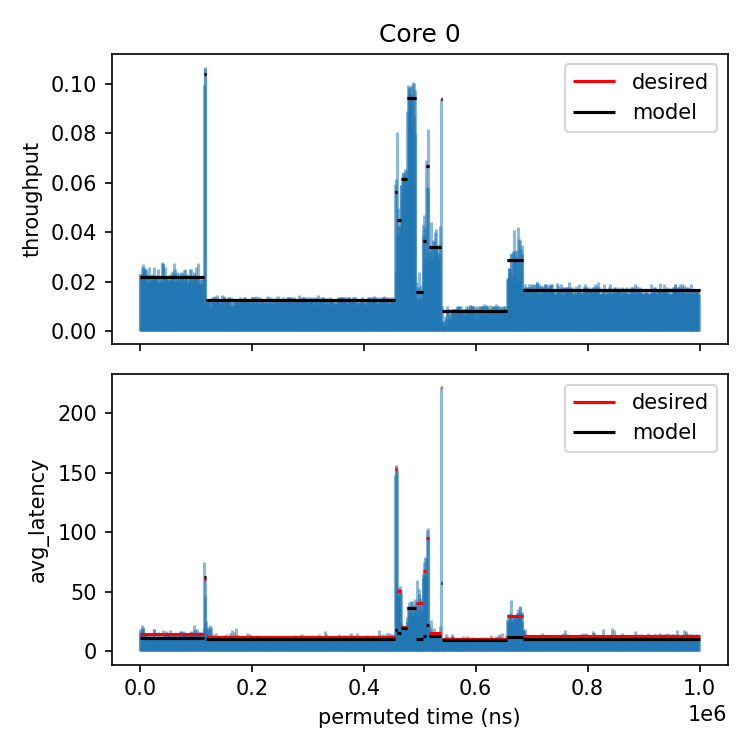 Core 0
throughput
0.10
0.08
0.06
0.04
0.02
0.00
desired
model
avg_latency
200
150
100
50
0
desired
model
0.0 0.2 0.4 0.6 0.8 1.0
1e6
permuted time (ns)